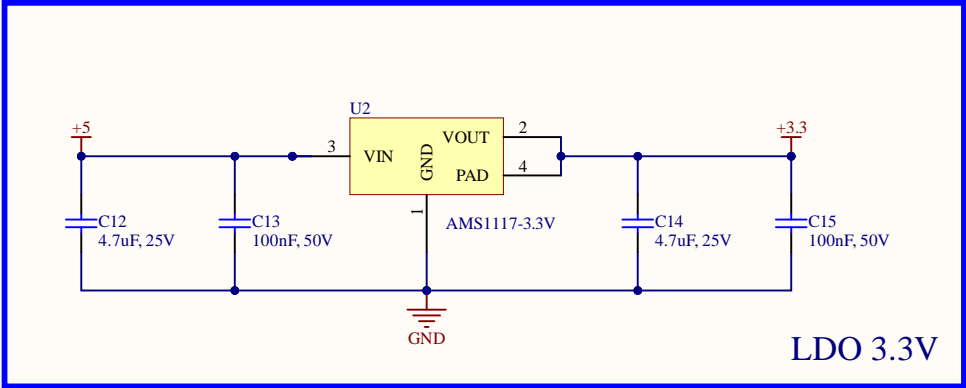 U2
+5
+3.3
3
VIN
GND
VOUT
PAD
2
4
1
AMS1117-3.3V
C12
4.7uF, 25V
C13
100nF, 50V
C14
4.7uF, 25V
C15
100nF, 50V
GND
LDO 3.3V